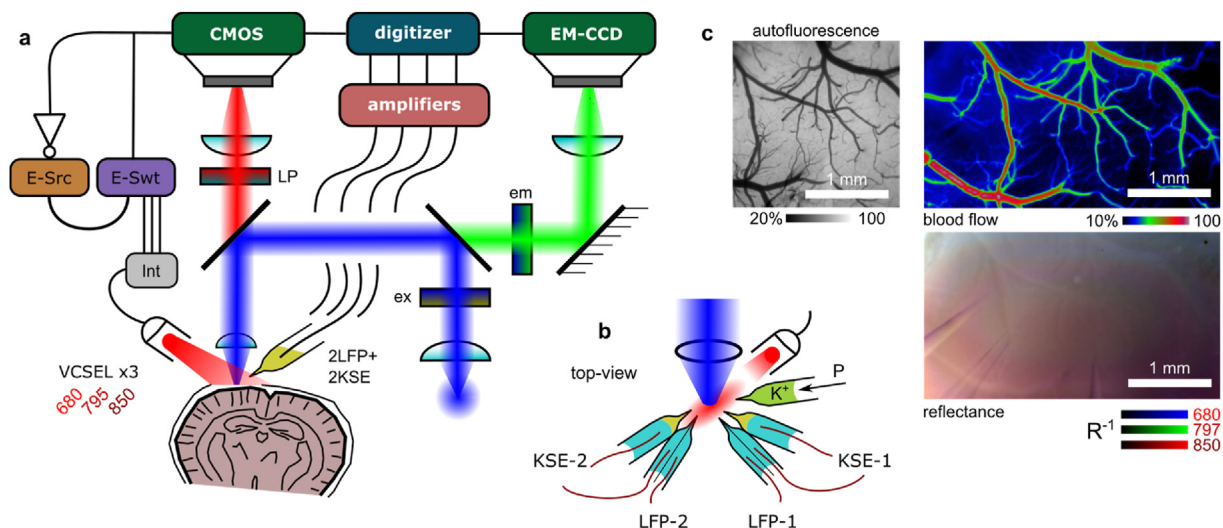 a
CMOS
digitizer
EM-CCD
amplifiers
E-Src
E-Swt
LP
Int
em
ex
VCSEL x3
680
795
850
2LFP+
2KSE
b
top-view
K+
P
KSE-2
KSE-1
LFP-2
LFP-1
c
autofluorescence
1 mm
20% 100
1 mm
blood flow 10% 100
1 mm
reflectance
R-1
680
797
850